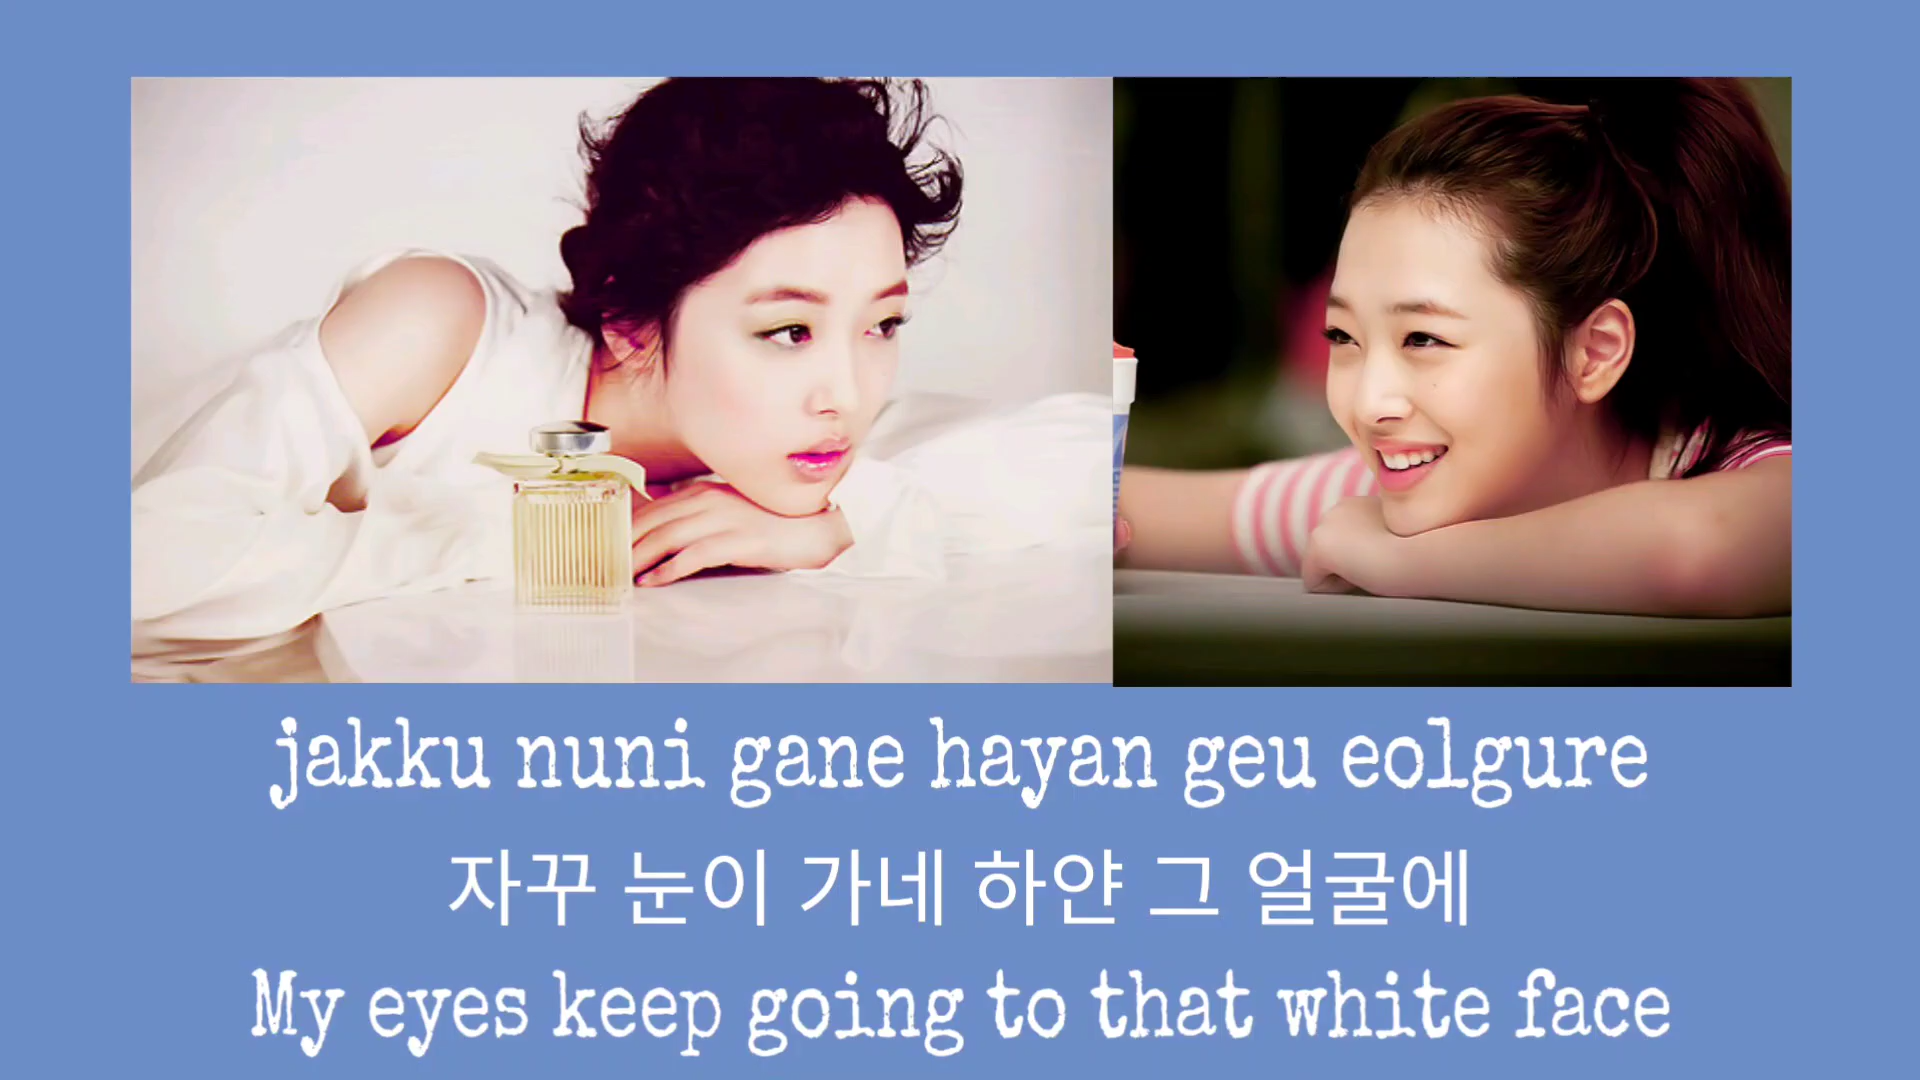 jakku nuni gane hayan geu eolgure
자꾸 눈이 가네 하얀 그 얼굴에
My eyes keep going to that white face